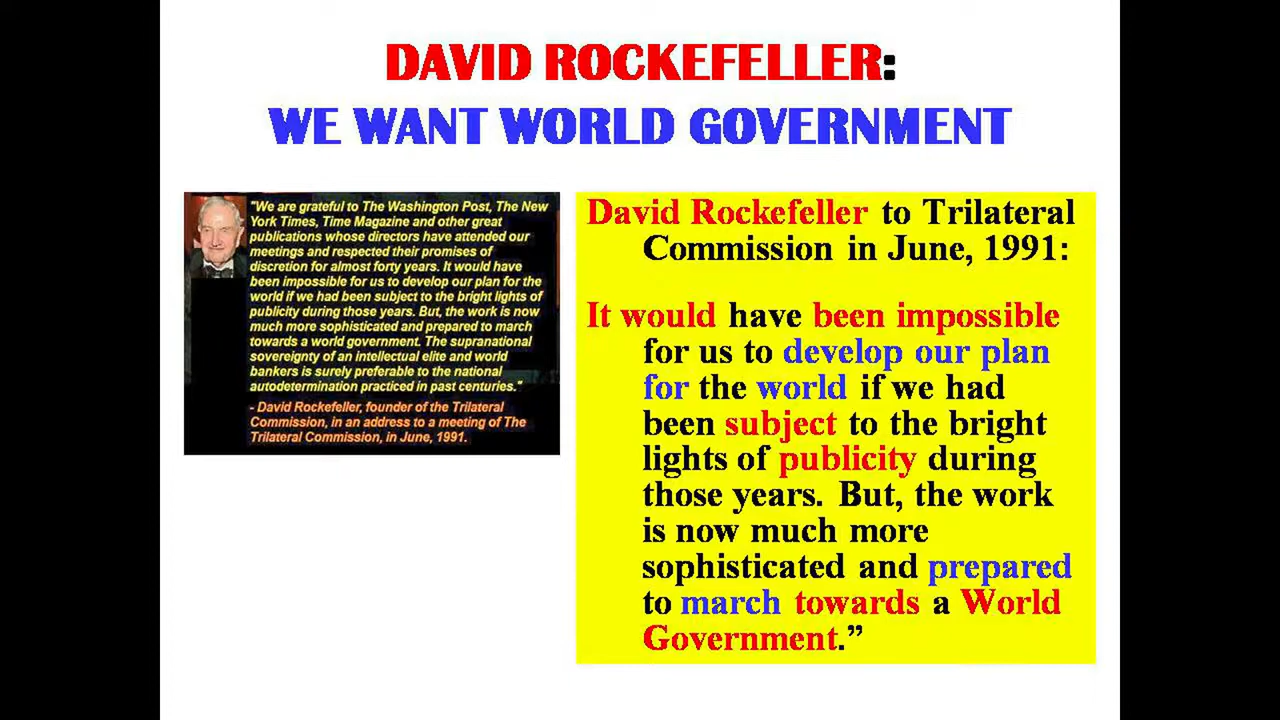 DAVID ROCKEFELLER:
WE WANT WORLD GOVERNMENT
"We are grateful to The Washington Post, The New
York Times, Time Magazine and other great
publications whose directors have attended our
meetings and respected their promises of
discretion for almost forty years. It would have
been impossible for us to develop our plan for the
world if we had been subject to the bright lights of
publicity during those years. But, the work is now
much more sophisticated and prepared to march
towards a world government. The supranational
sovereignty of an intellectual elite and world
bankers is surely preferable to the national
autodetermination practiced in past centuries."
- David Rockefeller, founder of the Trilateral
Commission, in an address to a meeting of The
Trilateral Commission, in June, 1991.
David Rockefeller to Trilateral
Commission in June, 1991:
It would have been impossible
for us to develop our plan
for the world if we had
been subject to the bright
lights of publicity during
those years. But, the work
is now much more
sophisticated and prepared
to march towards a World
Government.”